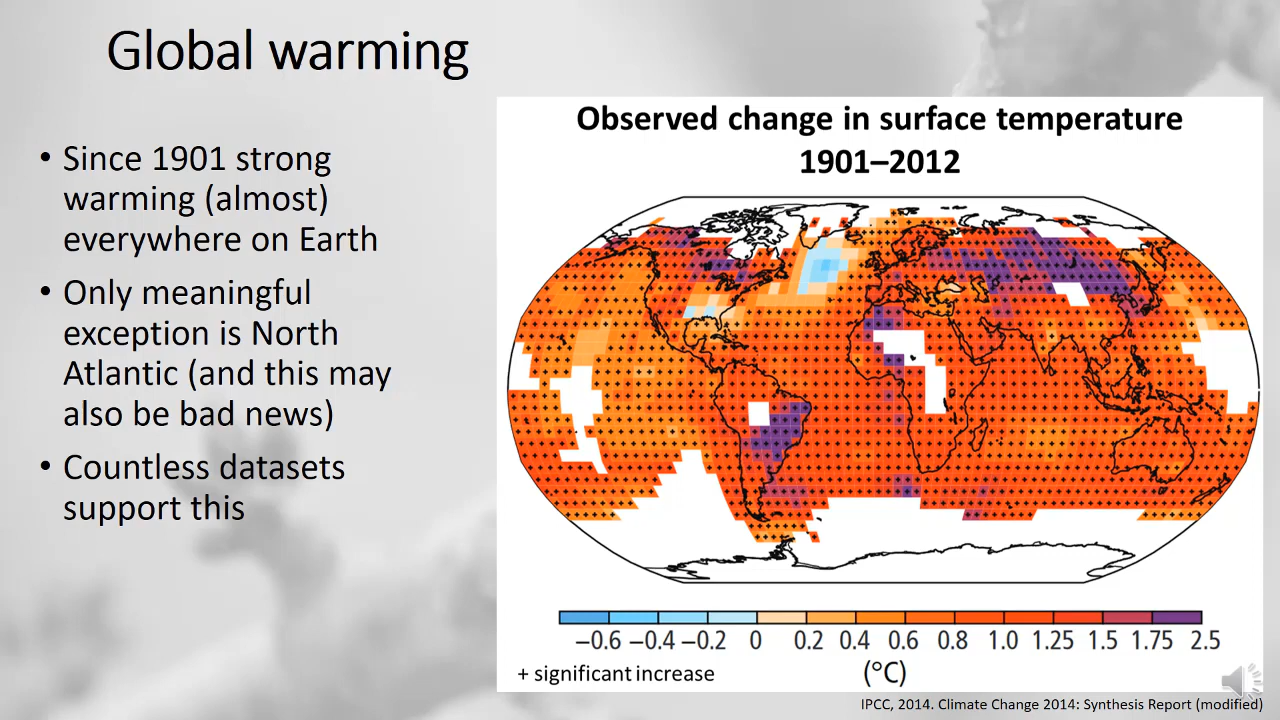 Global warming
• Since 1901 strong
warming (almost)
everywhere on Earth
• Only meaningful
exception is North
Atlantic (and this may
also be bad news)
• Countless datasets
support this
Observed change in surface temperature
1901–2012
−0.6 −0.4 −0.2 0 0.2 0.4 0.6 0.8 1.0 1.25 1.5 1.75 2.5
+ significant increase
(°C)
IPCC, 2014. Climate Change 2014: Synthesis Report (modified)